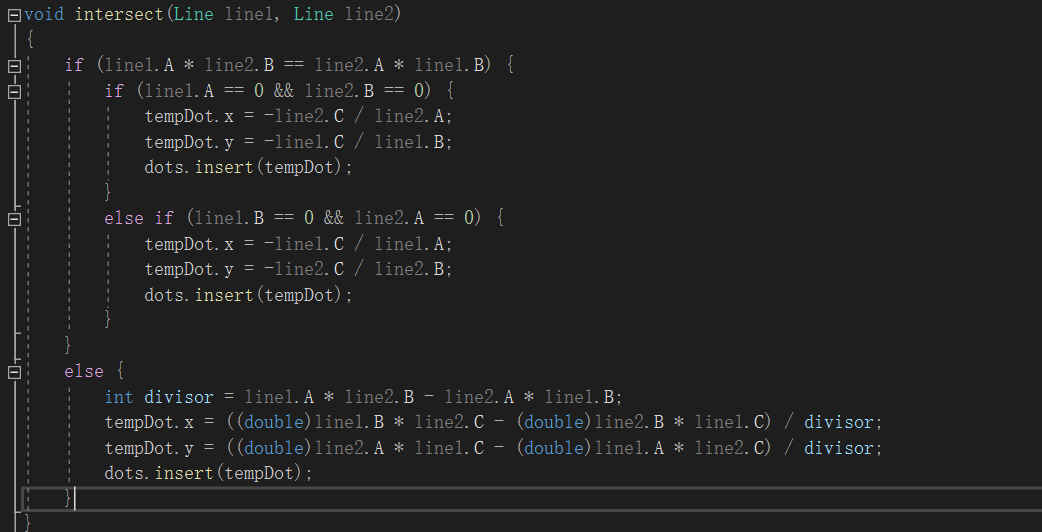 void intersect(Line line1, Line line2)
{
if (line1.A * line2.B == line2.A * line1.B) {
if (line1.A == 0 && line2.B == 0) {
tempDot.x = -line2.C / line2.A;
tempDot.y = -line1.C / line1.B;
dots.insert(tempDot);
}
else if (line1.B == 0 && line2.A == 0) {
tempDot.x = -line1.C / line1.A;
tempDot.y = -line2.C / line2.B;
dots.insert(tempDot);
}
}
else {
int divisor = line1.A * line2.B - line2.A * line1.B;
tempDot.x = ((double)line1.B * line2.C - (double)line2.B * line1.C) / divisor;
tempDot.y = ((double)line2.A * line1.C - (double)line1.A * line2.C) / divisor;
dots.insert(tempDot);
}
}